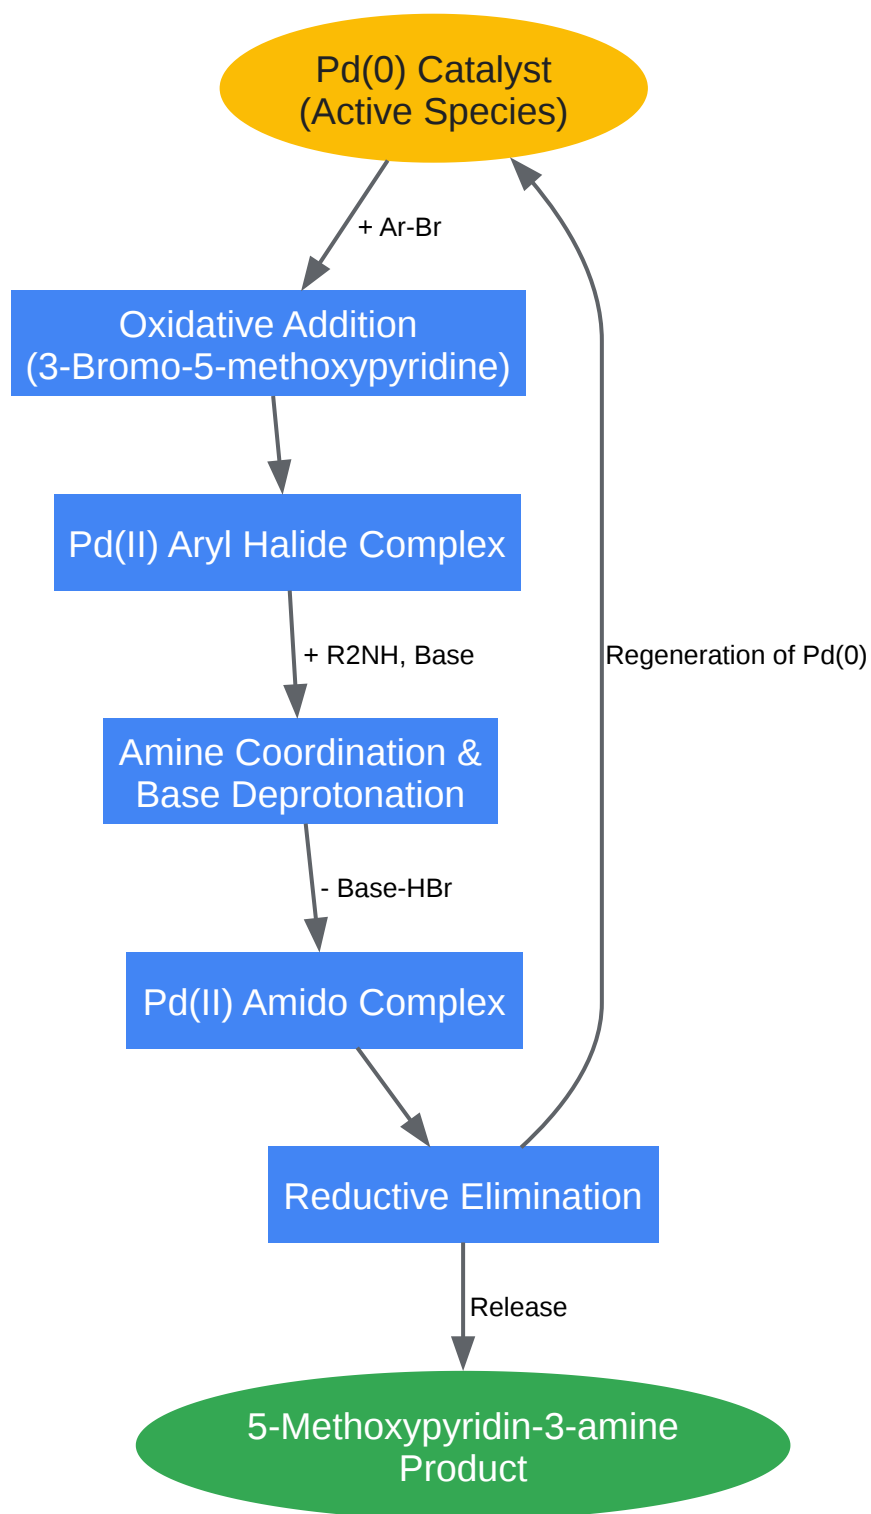 Pd(0) Catalyst
(Active Species)
+ Ar-Br
Oxidative Addition
(3-Bromo-5-methoxypyridine)
Pd(II) Aryl Halide Complex
+ R2NH, Base
Regeneration of Pd(0)
Amine Coordination &
Base Deprotonation
- Base-HBr
Pd(II) Amido Complex
Reductive Elimination
Release
5-Methoxypyridin-3-amine
Product